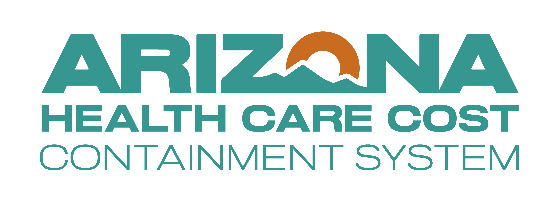 ARIZONA
HEALTH CARE COST
CONTAINMENT SYSTEM